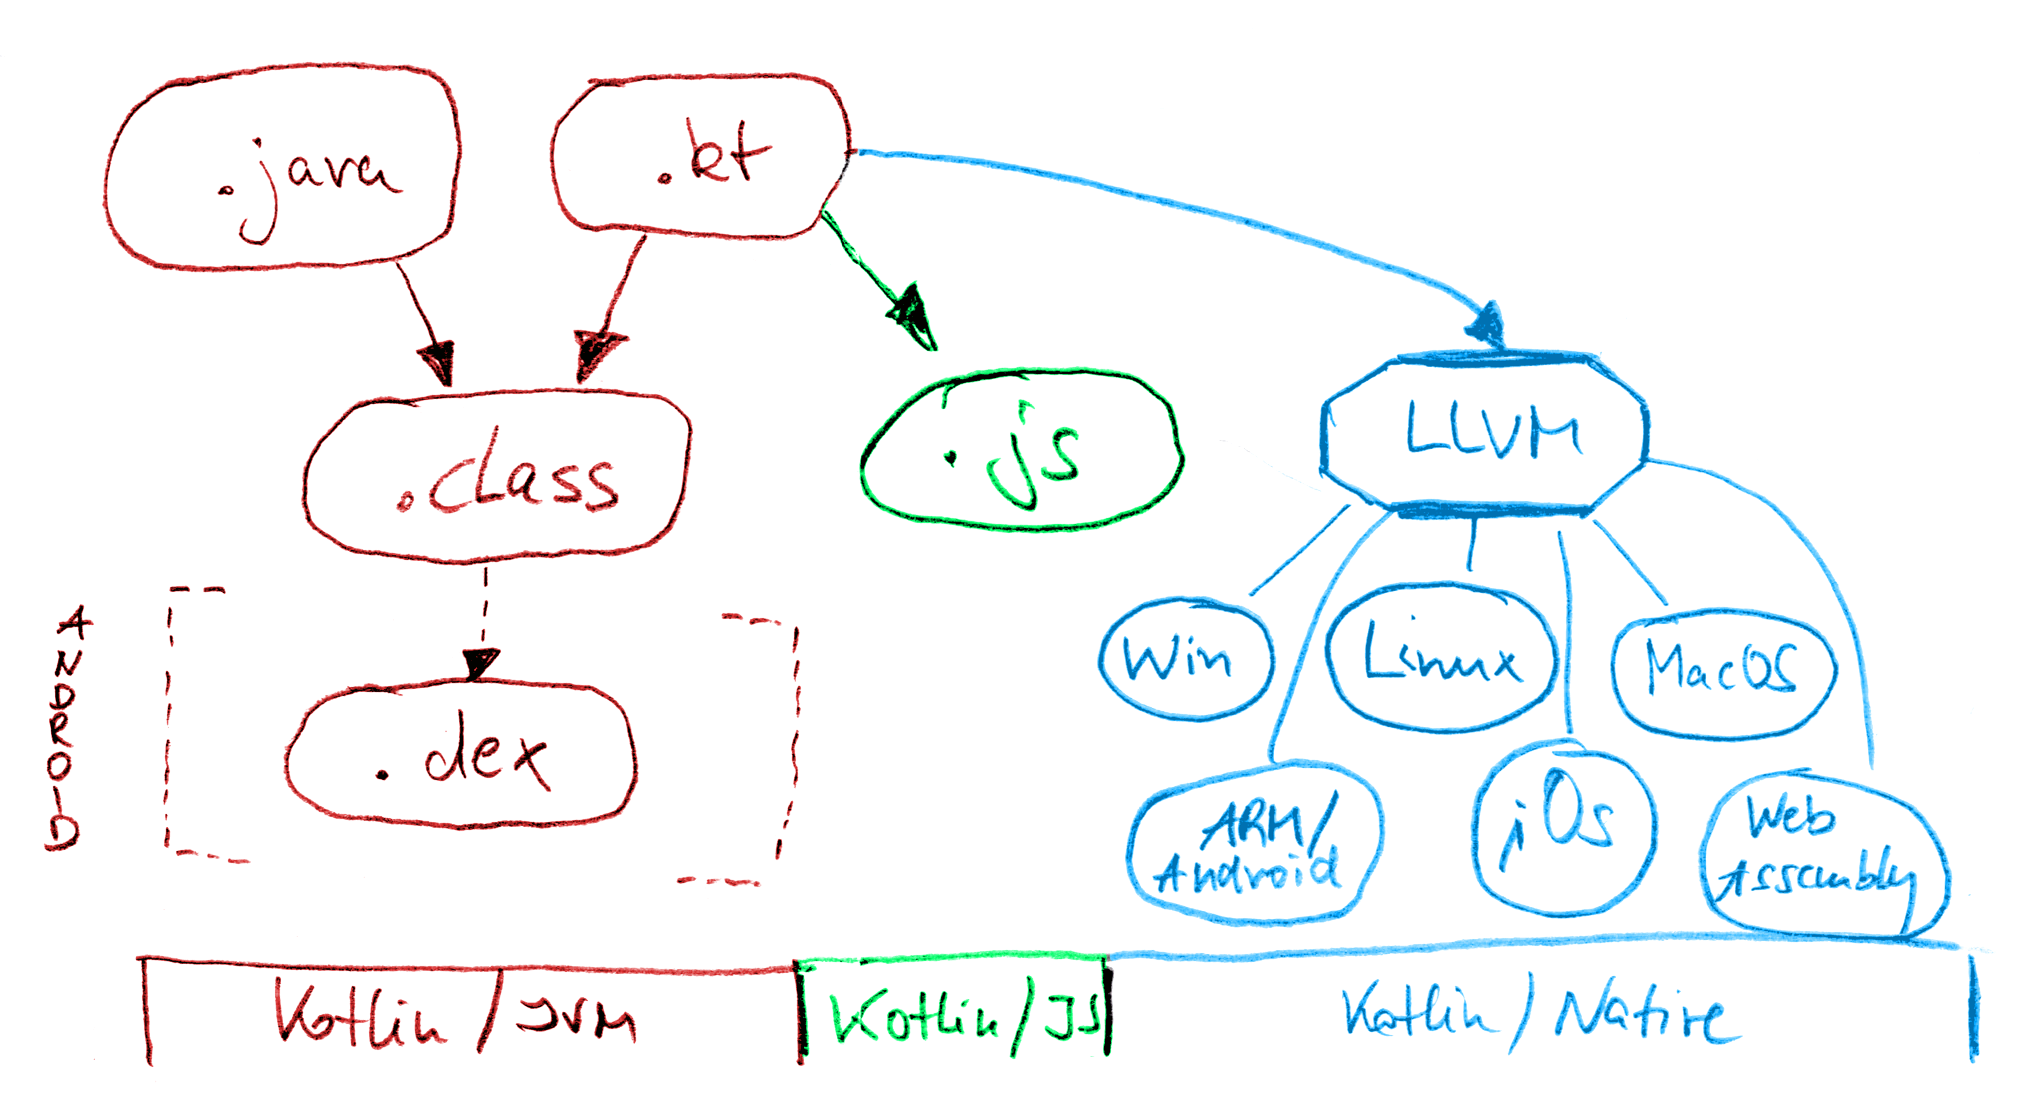 .java
.kt
.class
.js
LLVM
ANDROID
.dex
Win
Linux
MacOS
ARM/
Android
iOs
Web
Assembly
Kotlin/JVM
Kotlin/JS
Kotlin/Native